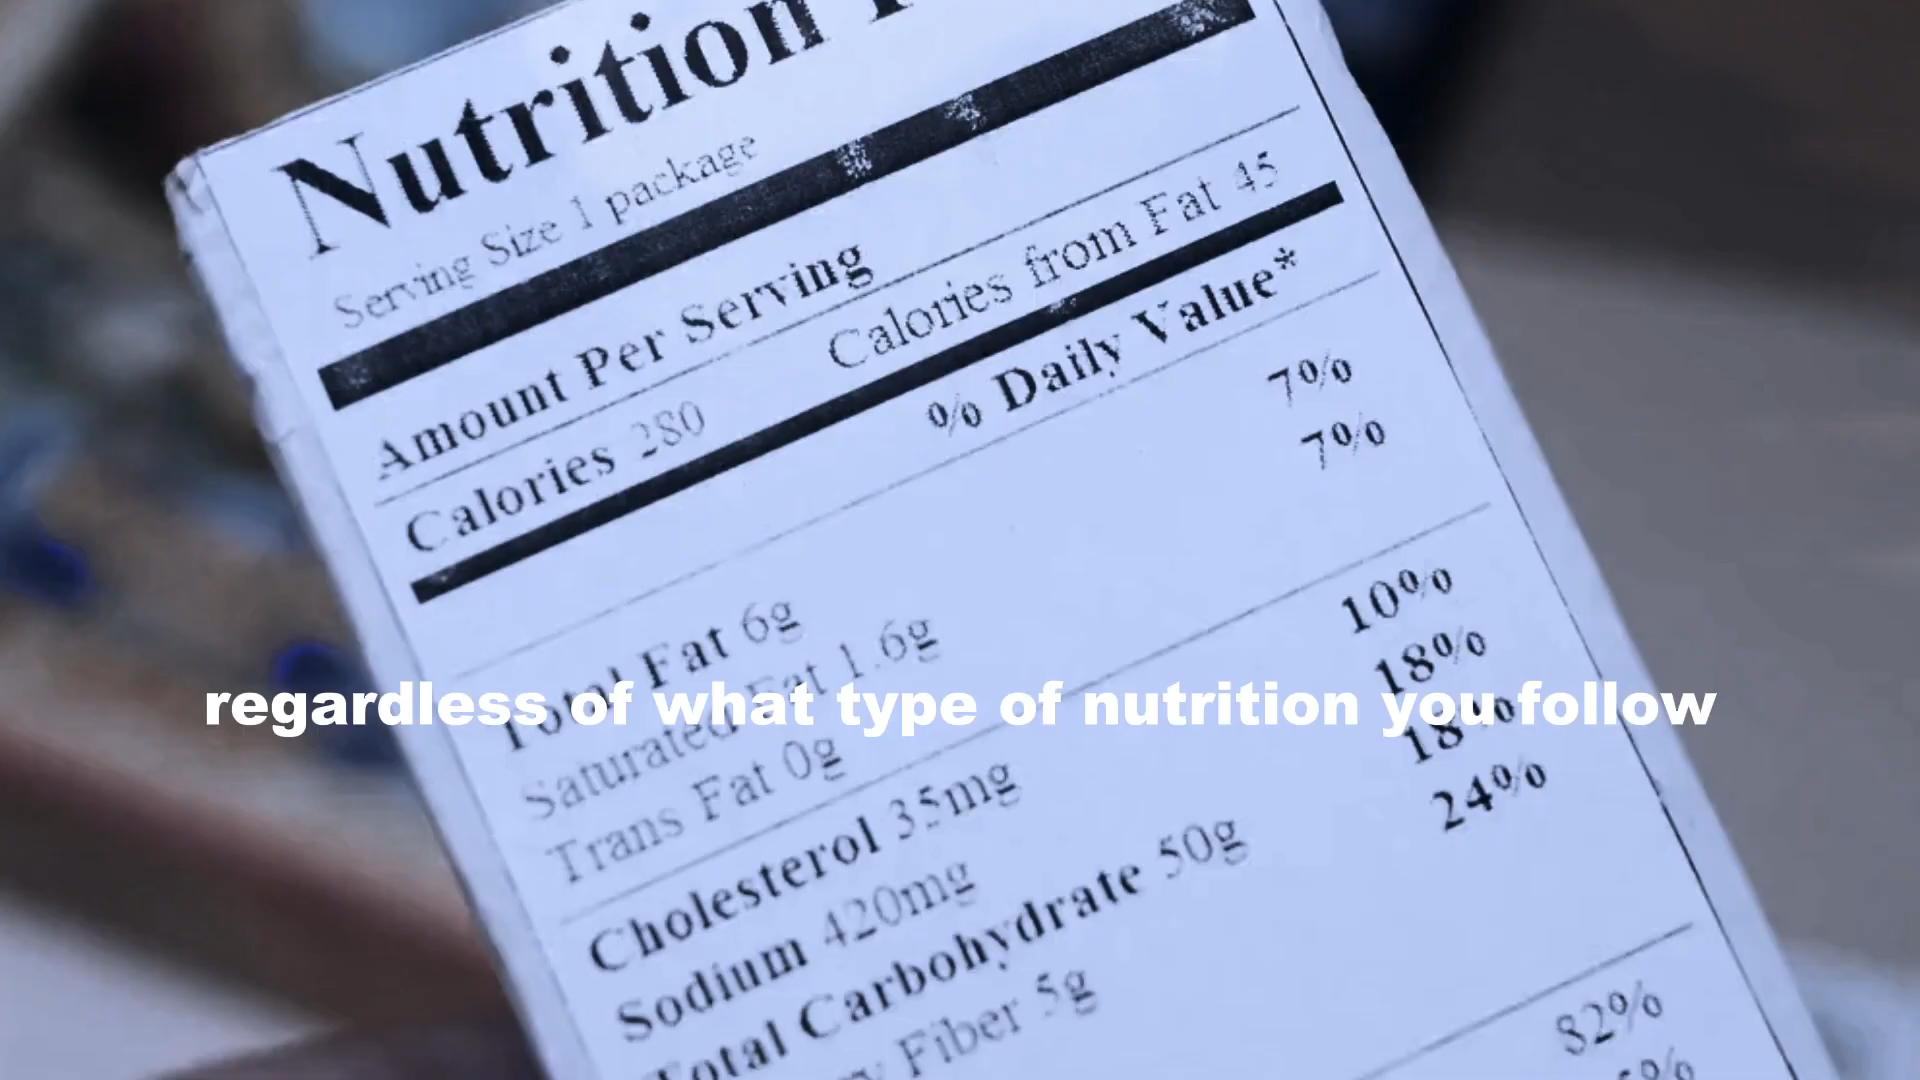 Nutrition
Serving Size 1 package
Amount Per Serving
Calories 280 Calories from Fat 45
% Daily Value*
Total Fat 6g 7%
Saturated Fat 1.6g 7%
Trans Fat 0g
Cholesterol 35mg 10%
Sodium 420mg 18%
Total Carbohydrate 50g 18%
Fiber 5g 24%
82%
regardless of what type of nutrition you follow